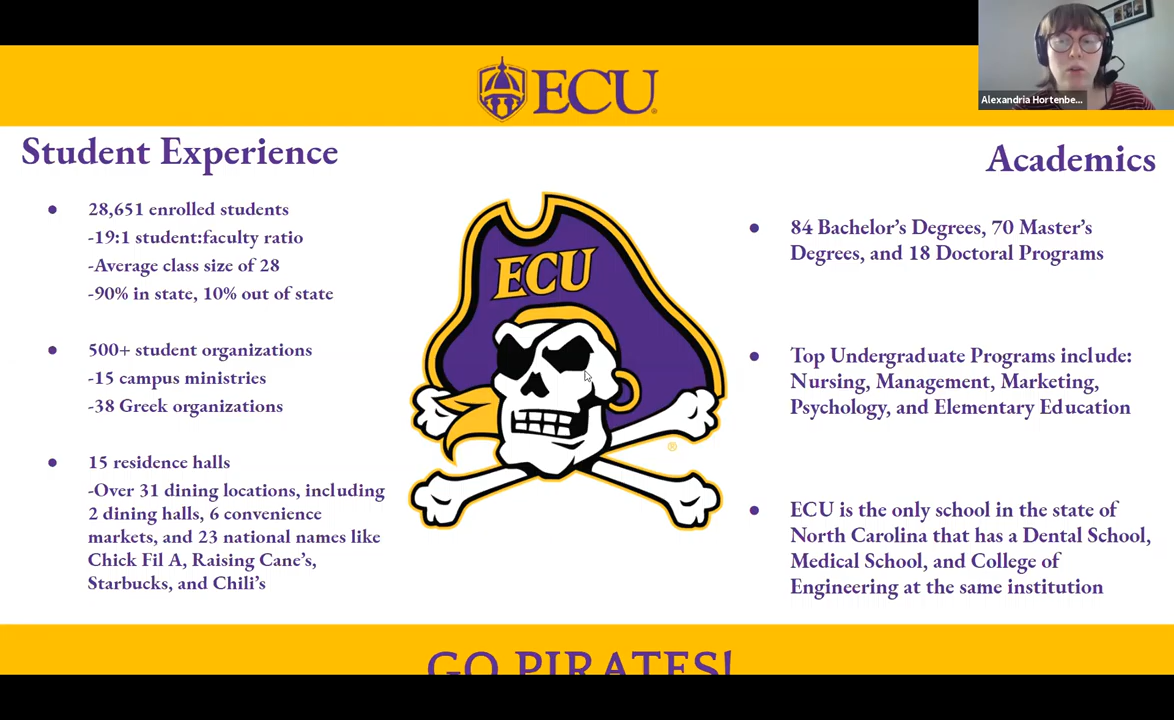 ECU
Alexandria Hortenbe...
Student Experience
● 28,651 enrolled students
-19:1 student:faculty ratio
-Average class size of 28
-90% in state, 10% out of state
● 500+ student organizations
-15 campus ministries
-38 Greek organizations
● 15 residence halls
-Over 31 dining locations, including
2 dining halls, 6 convenience
markets, and 23 national names like
Chick Fil A, Raising Cane's,
Starbucks, and Chili's
ECU
®
Academics
● 84 Bachelor's Degrees, 70 Master's
Degrees, and 18 Doctoral Programs
● Top Undergraduate Programs include:
Nursing, Management, Marketing,
Psychology, and Elementary Education
● ECU is the only school in the state of
North Carolina that has a Dental School,
Medical School, and College of
Engineering at the same institution
GO PIRATES!